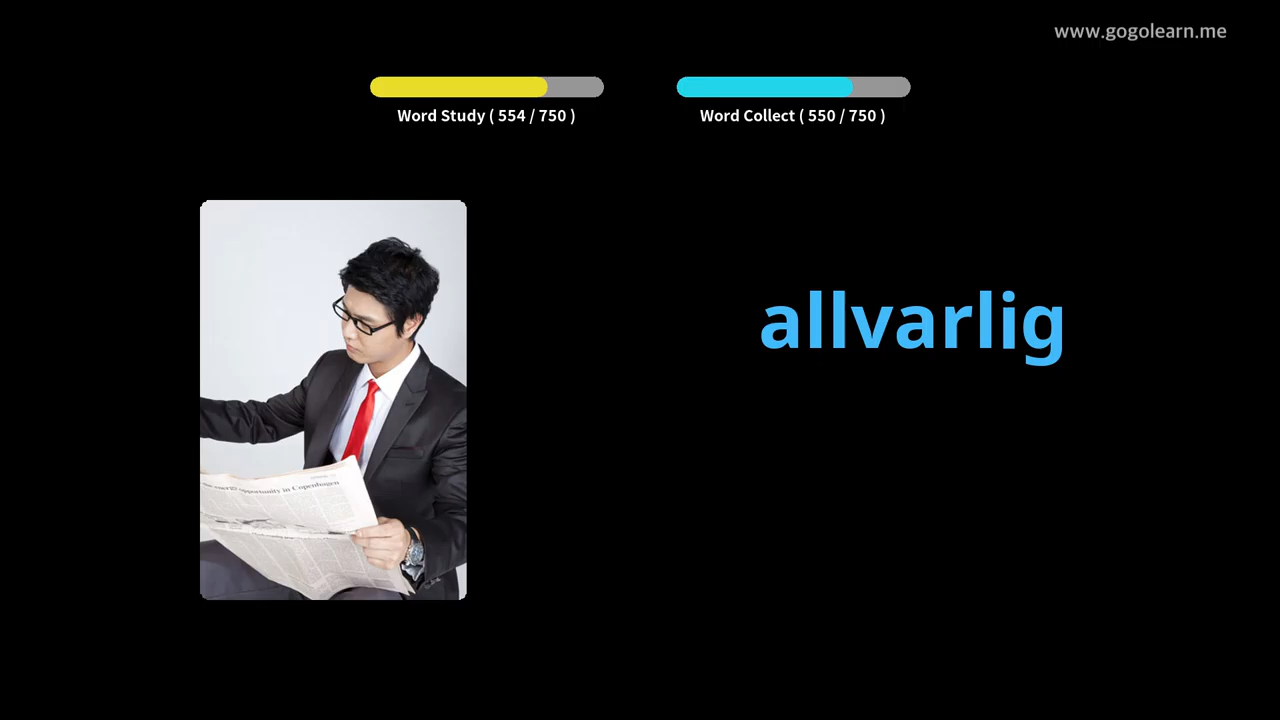 www.gogolearn.me
Word Study ( 554 / 750 )
Word Collect ( 550 / 750 )
allvarlig
opportunity in Copenhagen